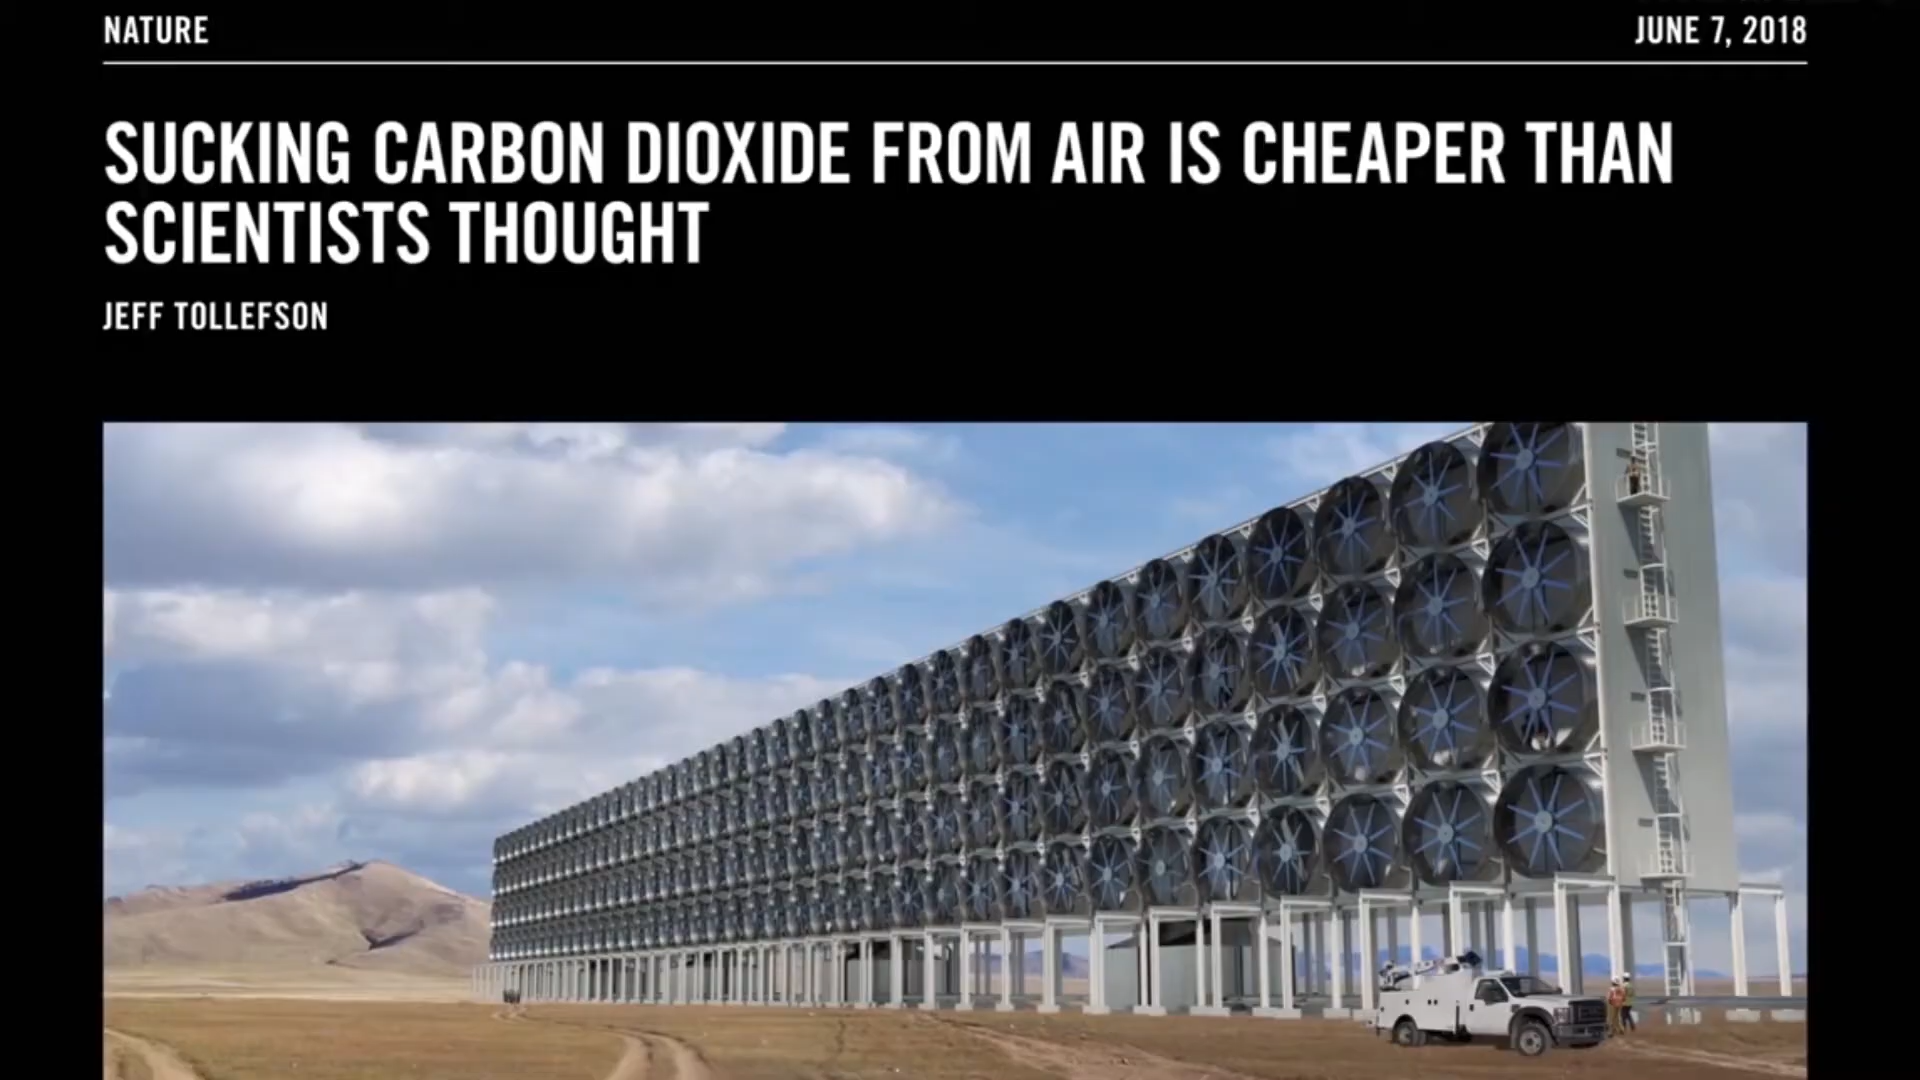 NATURE
JUNE 7, 2018
SUCKING CARBON DIOXIDE FROM AIR IS CHEAPER THAN
SCIENTISTS THOUGHT
JEFF TOLLEFSON